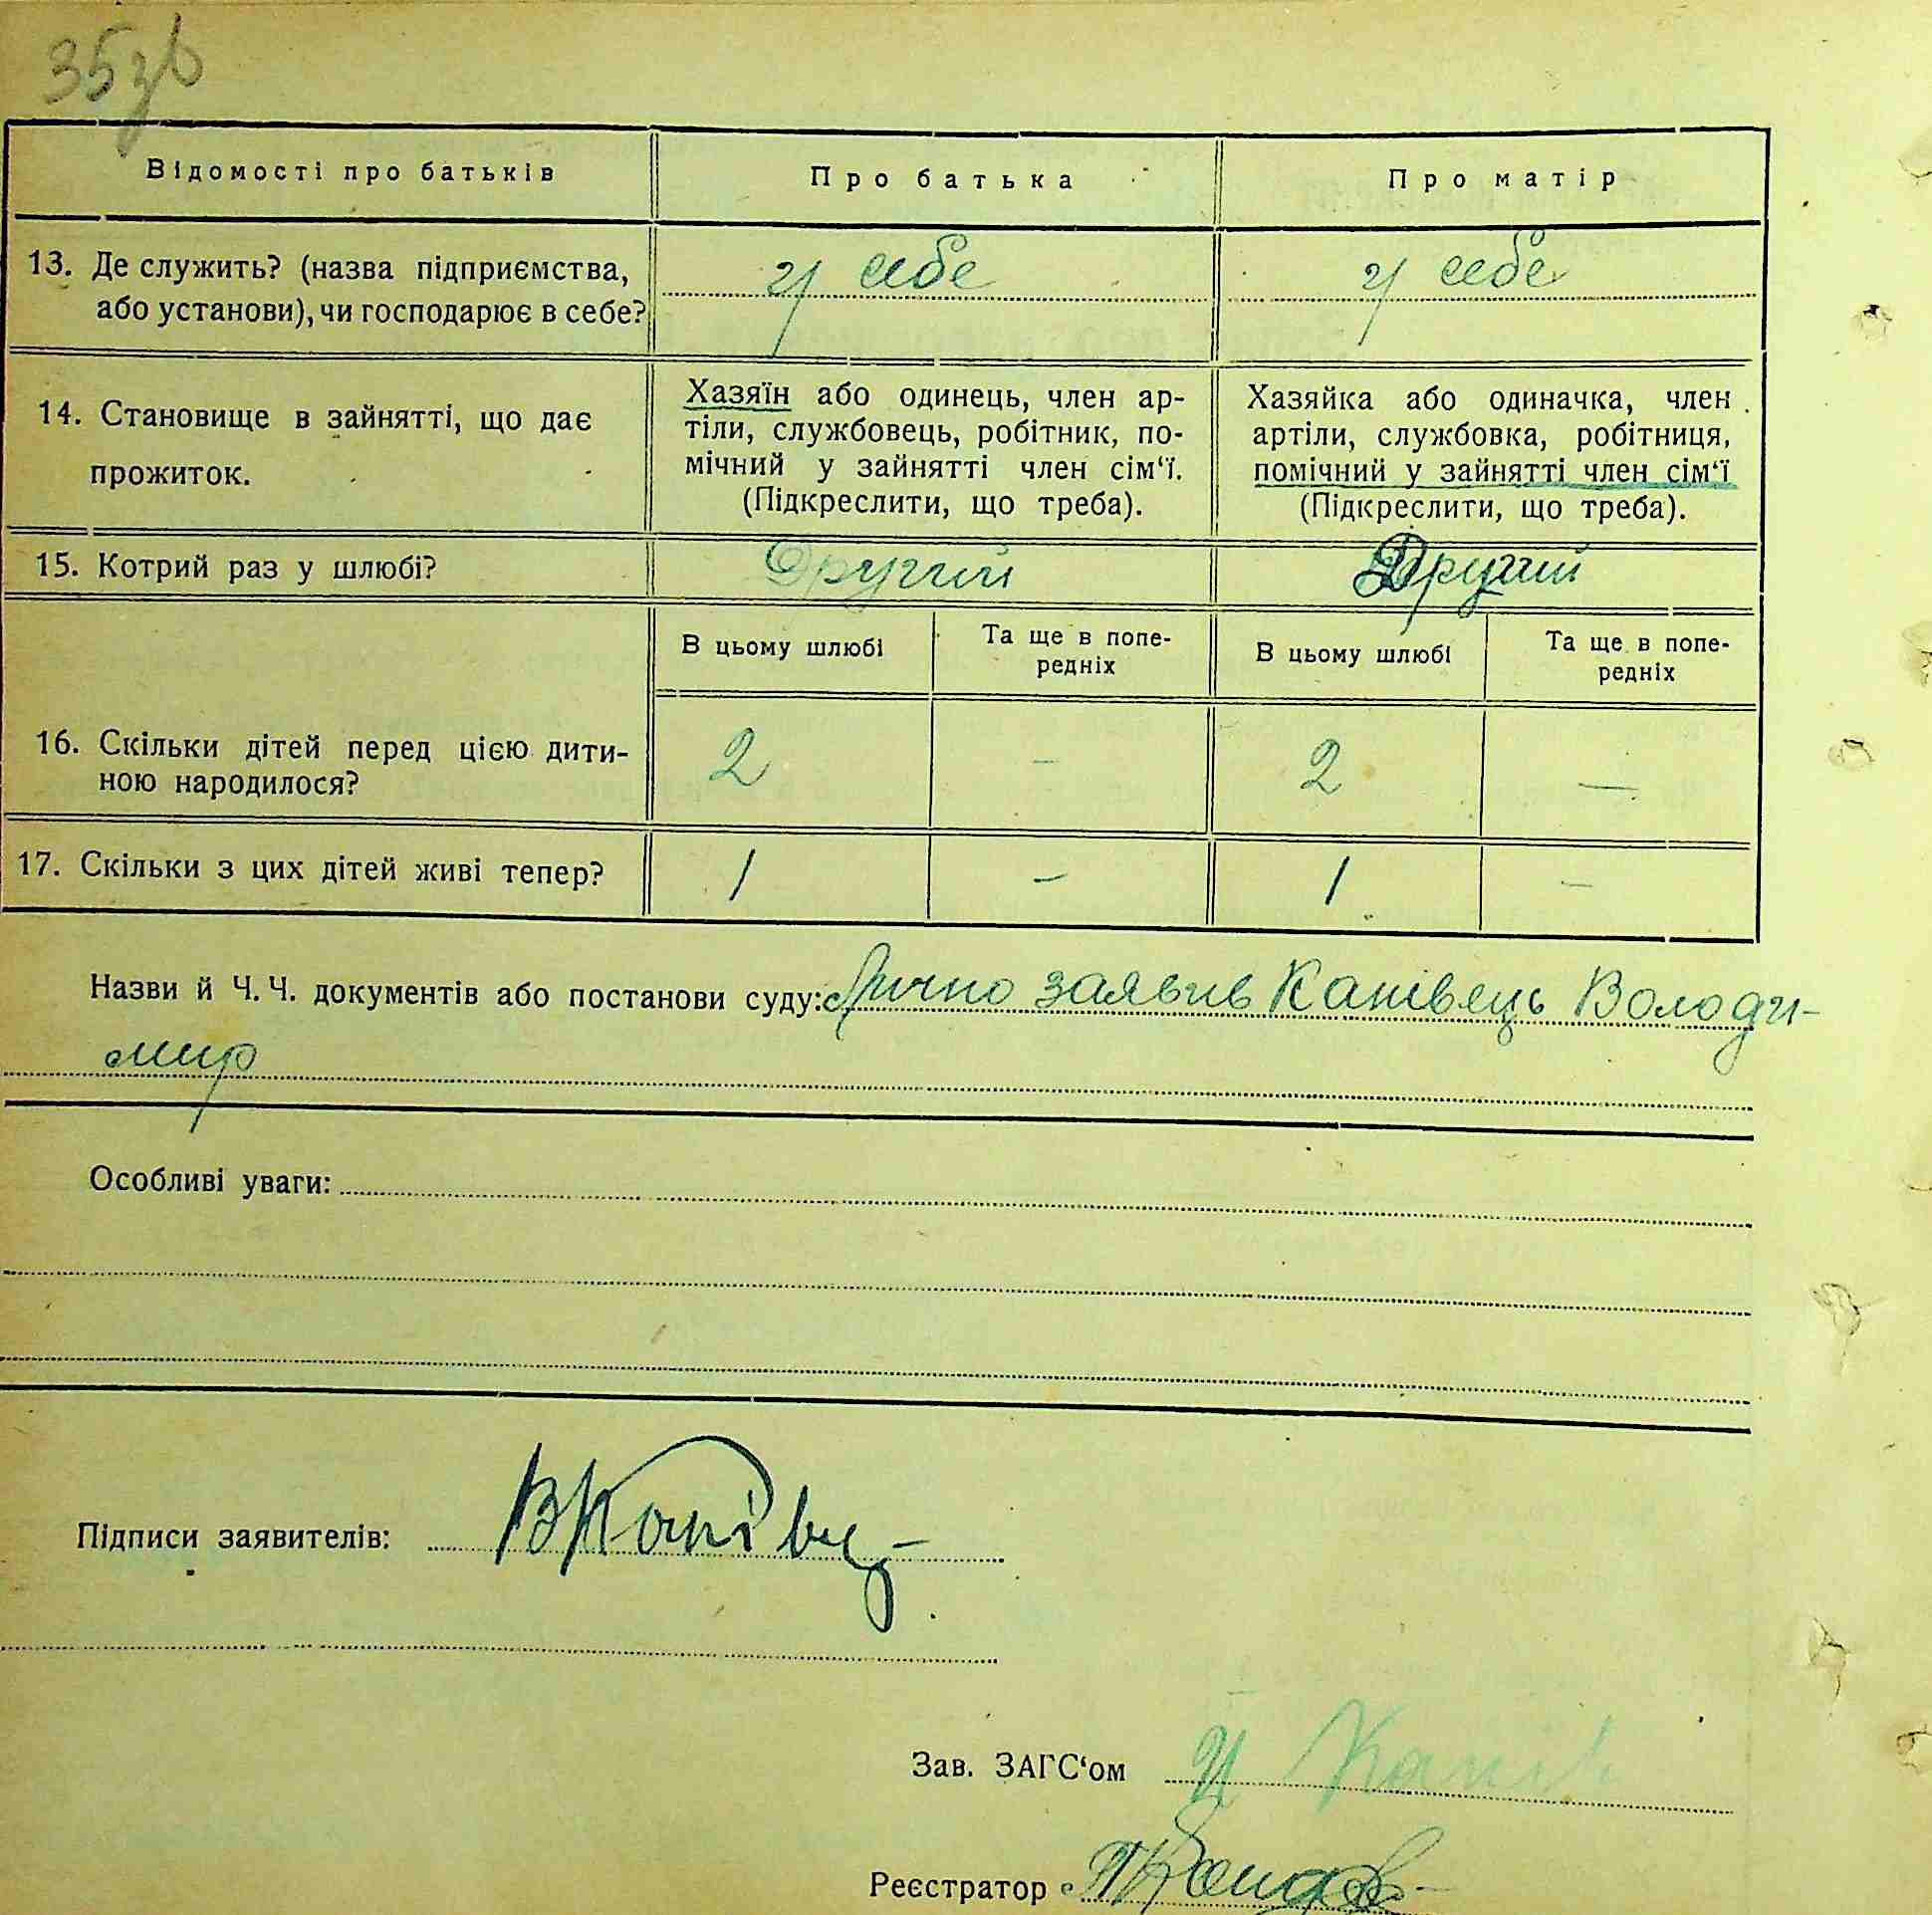 35зв
Відомості про батьків
Про батька
Про матір
13. Де служить? (назва підприємства,
або установи), чи господарює в себе?
у себе
у себе
14. Становище в зайнятті, що дає
прожиток.
Хазяїн або одинець, член ар-
тіли, службовець, робітник, по-
мічний у зайнятті член сім‘ї.
(Підкреслити, що треба).
Хазяйка або одиначка, член
артіли, службовка, робітниця,
помічний у зайнятті член сім‘ї
(Підкреслити, що треба).
15. Котрий раз у шлюбі?
Другий
Другий
В цьому шлюбі
Та ще в попе-
редніх
В цьому шлюбі
Та ще в попе-
редніх
16. Скільки дітей перед цією дити-
ною народилося?
2
-
2
-
17. Скільки з цих дітей живі тепер?
1
-
1
-
Назви й Ч. Ч. документів або постанови суду: Лично заявив Канівець Володи-
мир
Особливі уваги:
Підписи заявителів: ВКанівец
Зав. ЗАГС‘ом
Реєстратор